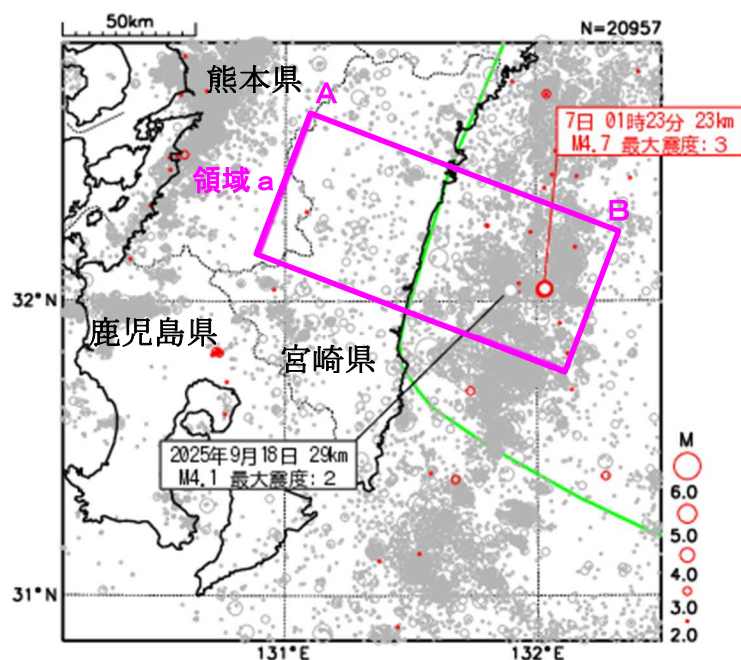 50km
N=20957
熊本県
A
7日 01時23分 23km
M4.7 最大震度:3
領域a
B
32°N
鹿児島県
宮崎県
2025年9月18日 29km
M4.1 最大震度:2
M
6.0
5.0
4.0
3.0
2.0
31°N
131°E
132°E